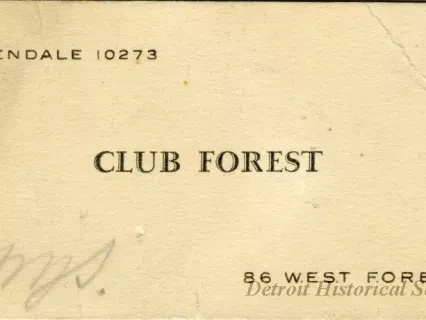 ENDALE 10273
CLUB FOREST
86 WEST FORE
Detroit Historical S